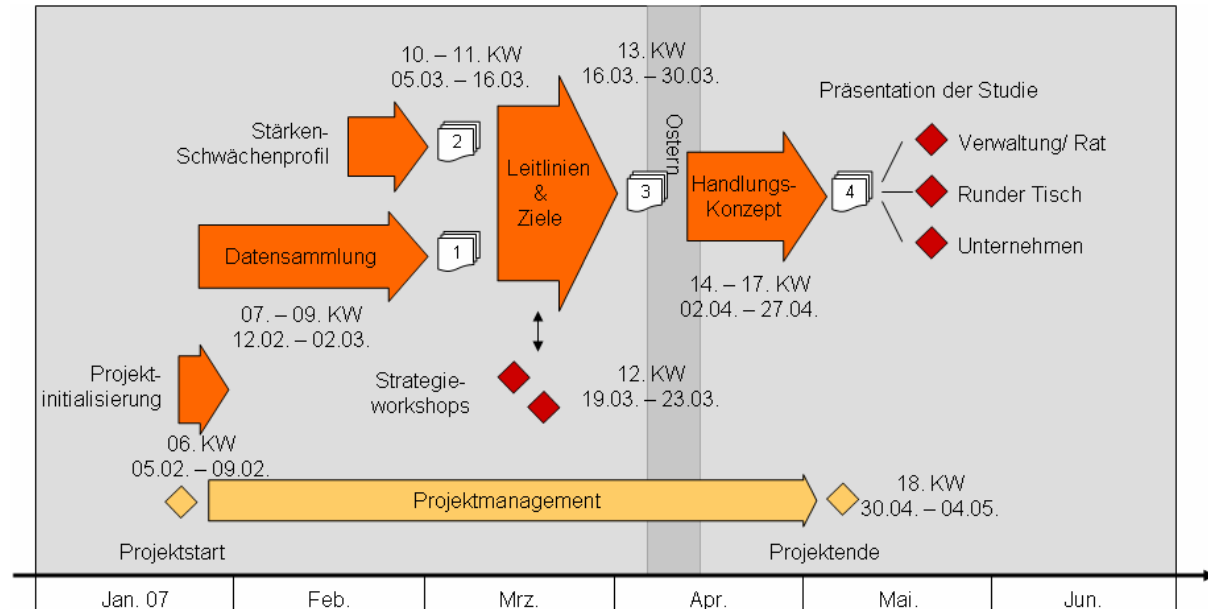 10. – 11. KW
05.03. – 16.03.
13. KW
16.03. – 30.03.
Präsentation der Studie
Stärken-
Schwächenprofil
2
Leitlinien
&
Ziele
3
Ostern
Handlungs-
Konzept
4
Verwaltung/ Rat
Runder Tisch
Unternehmen
Datensammlung
1
07. – 09. KW
12.02. – 02.03.
14. – 17. KW
02.04. – 27.04.
Projekt-
initialisierung
Strategie-
workshops
12. KW
19.03. – 23.03.
06. KW
05.02. – 09.02.
Projektmanagement
18. KW
30.04. – 04.05.
Projektstart
Projektende
Jan. 07
Feb.
Mrz.
Apr.
Mai.
Jun.